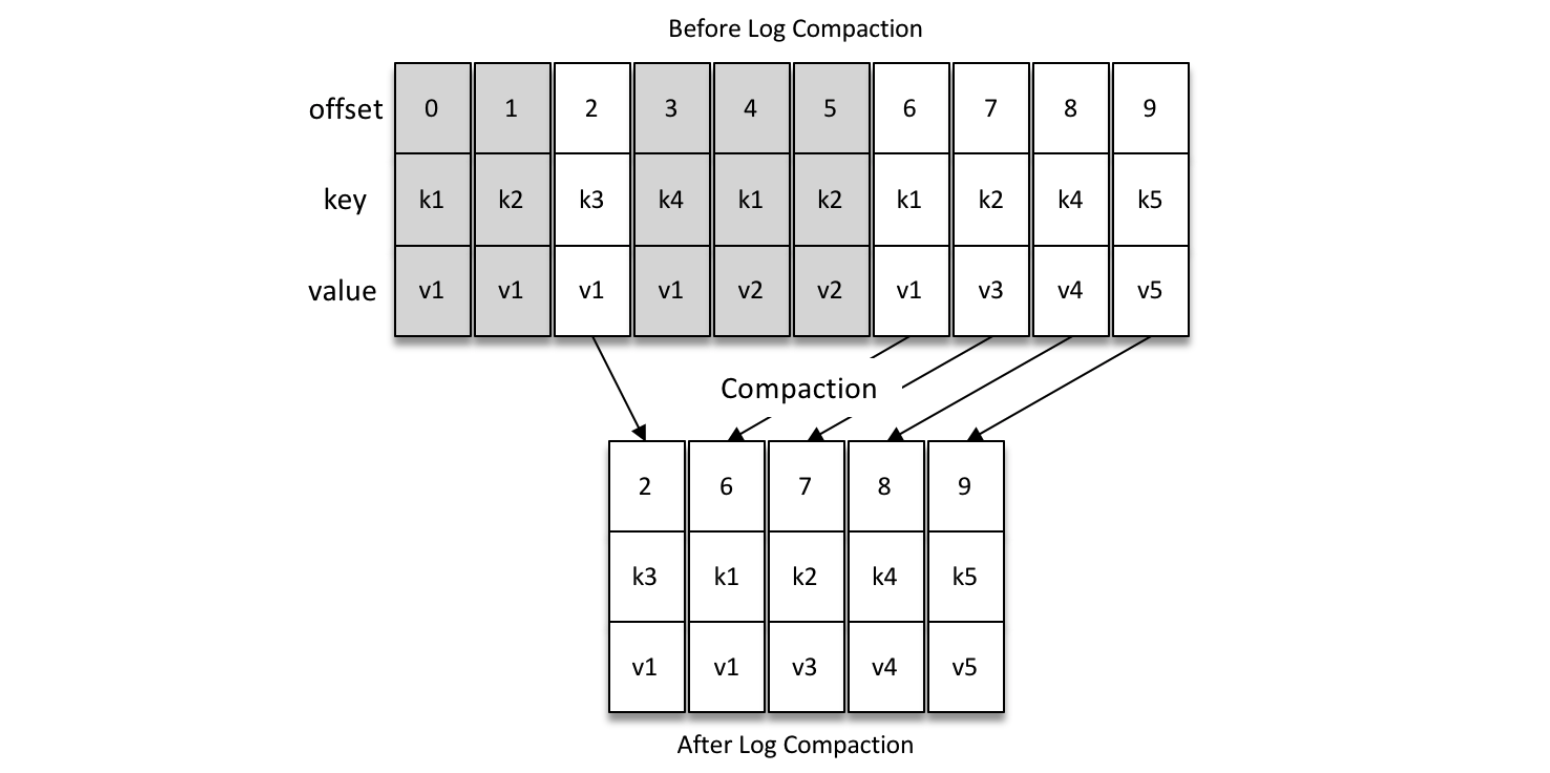 Before Log Compaction
offset 0 1 2 3 4 5 6 7 8 9
key k1 k2 k3 k4 k1 k2 k1 k2 k4 k5
value v1 v1 v1 v1 v2 v2 v1 v3 v4 v5
Compaction
2 6 7 8 9
k3 k1 k2 k4 k5
v1 v1 v3 v4 v5
After Log Compaction